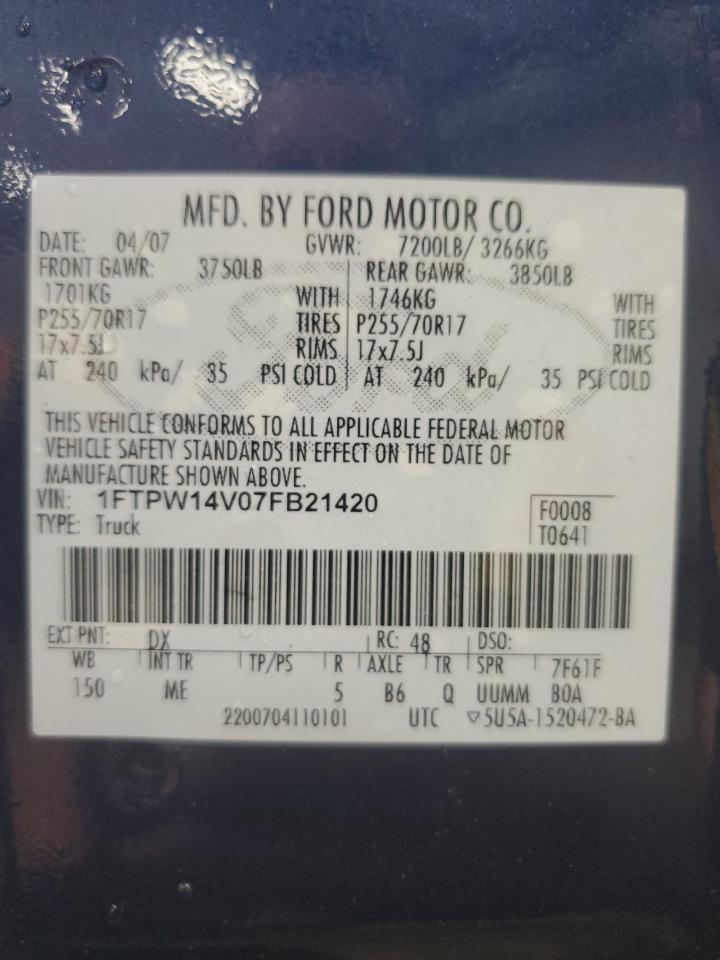 MFD. BY FORD MOTOR CO.
DATE: 04/07 GVWR: 7200LB/ 3266KG
FRONT GAWR: 3750LB REAR GAWR: 3850LB
1701KG WITH 1746KG WITH
P255/70R17 TIRES P255/70R17 TIRES
17x7.5J RIMS 17x7.5J RIMS
AT 240 kPa/ 35 PSI COLD AT 240 kPa/ 35 PSI COLD
THIS VEHICLE CONFORMS TO ALL APPLICABLE FEDERAL MOTOR
VEHICLE SAFETY STANDARDS IN EFFECT ON THE DATE OF
MANUFACTURE SHOWN ABOVE.
VIN: 1FTPW14V07FB21420 F0008
TYPE: Truck T0641
EXT PNT: DX RC: 48 DSO:
WB INT TR TP/PS R AXLE TR SPR 7F61F
150 ME 5 B6 Q UUMM BOA
2200704110101 UTC ▽5U5A-1520472-BA
Ford